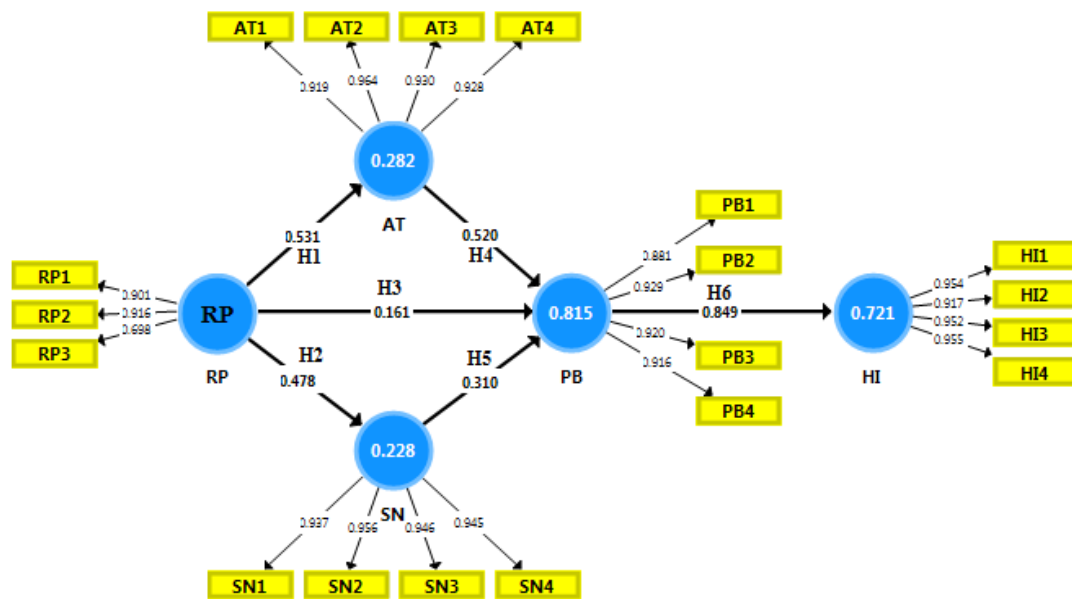 AT1 AT2 AT3 AT4
0.919 0.964 0.930 0.928
0.282
AT
0.531
H1
0.520
H4
RP1
RP2
RP3
0.901
0.916
0.698
RP
RP
H3
0.161
H2
0.478
H5
0.310
0.815
PB
PB1
PB2
PB3
PB4
0.881
0.929
0.920
0.916
H6
0.849
0.721
HI
HI1
HI2
HI3
HI4
0.954
0.917
0.952
0.955
0.228
SN
0.937 0.956 0.946 0.945
SN1 SN2 SN3 SN4